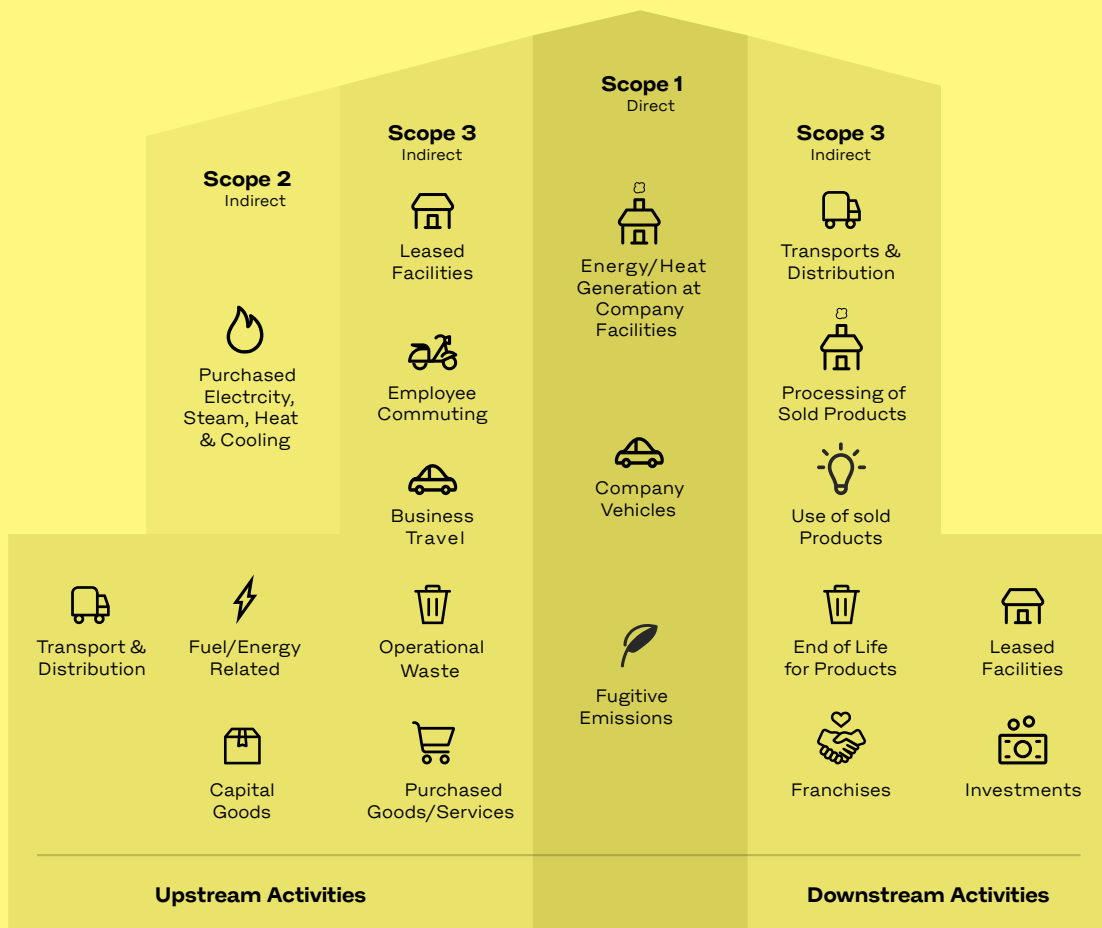 Scope 1
Direct
Scope 3
Indirect
Scope 3
Indirect
Scope 2
Indirect
Leased
Facilities
Energy/Heat
Generation at
Company
Facilities
Transports &
Distribution
Purchased
Electrcity,
Steam, Heat
& Cooling
Employee
Commuting
Processing of
Sold Products
Business
Travel
Company
Vehicles
Use of sold
Products
Transport &
Distribution
Fuel/Energy
Related
Operational
Waste
Fugitive
Emissions
End of Life
for Products
Leased
Facilities
Capital
Goods
Purchased
Goods/Services
Franchises
Investments
Upstream Activities
Downstream Activities